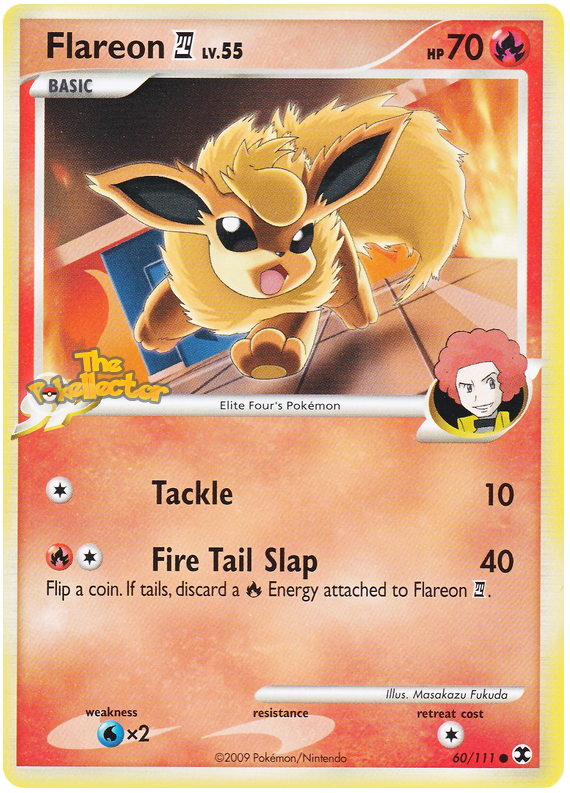 Flareon 四 LV.55
HP 70
BASIC
The
Pokellector
Elite Four's Pokémon
Tackle 10
Fire Tail Slap 40
Flip a coin. If tails, discard a Energy attached to Flareon 四.
Illus. Masakazu Fukuda
weakness resistance retreat cost
×2
©2009 Pokémon/Nintendo 60/111